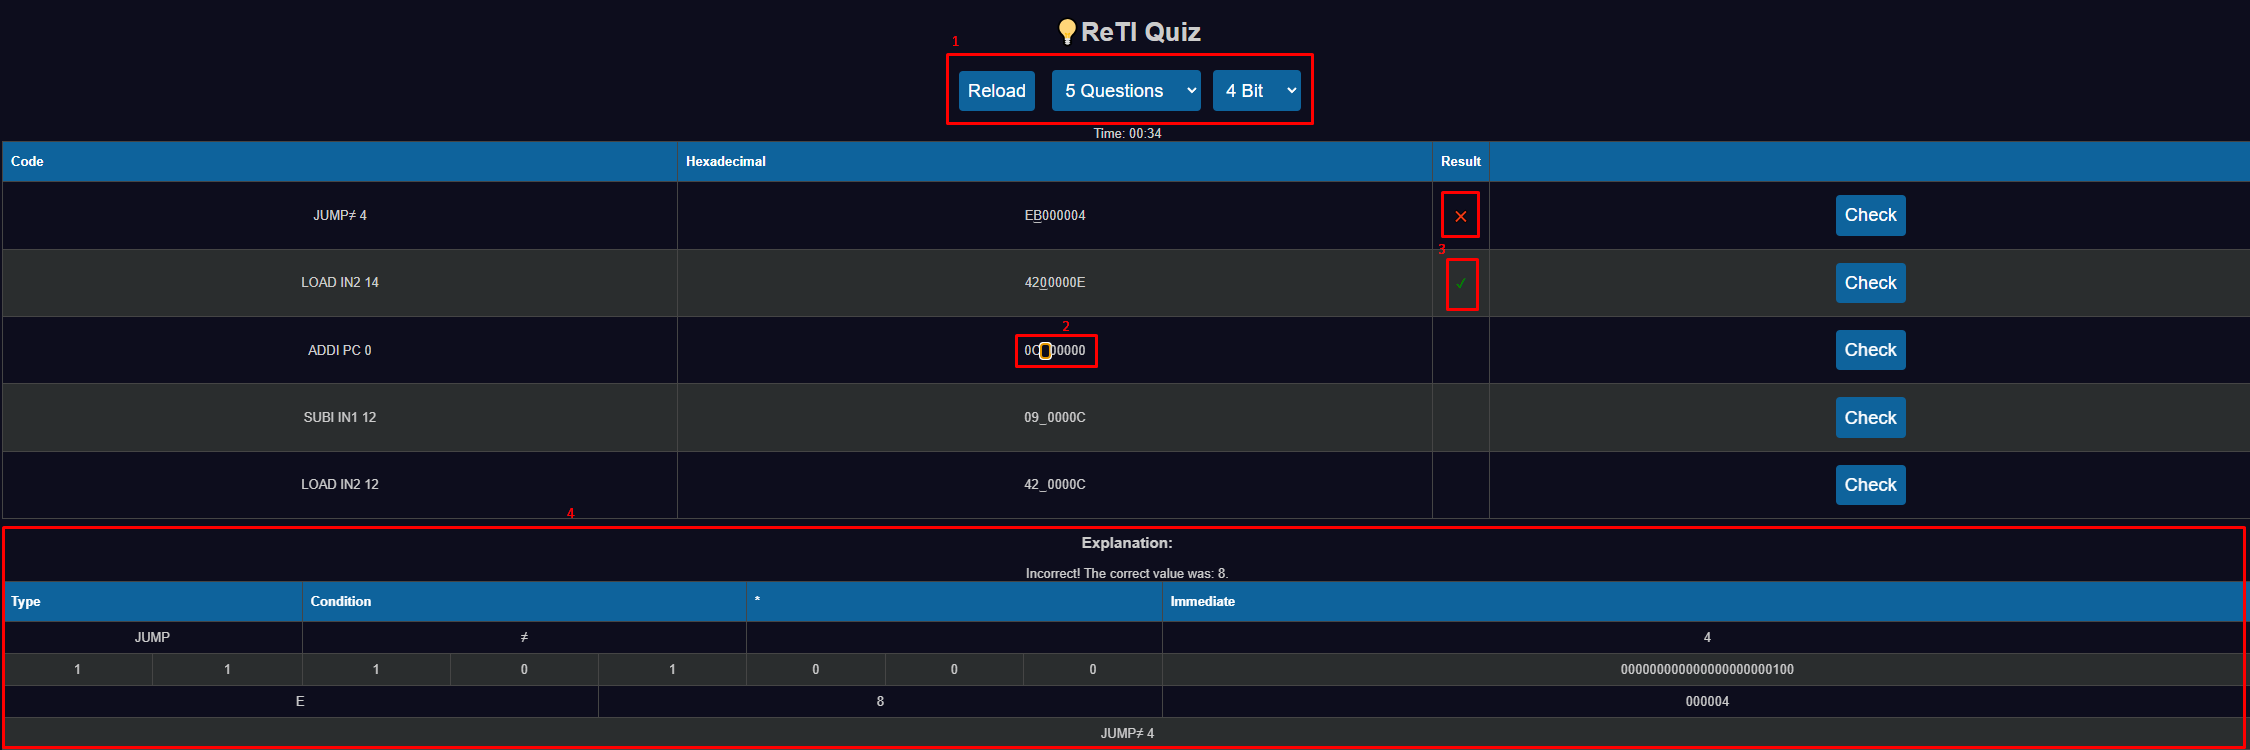 ReTI Quiz
1
Reload 5 Questions 4 Bit
Time: 00:34
Code Hexadecimal Result
JUMP≠ 4 EB000004 ✕ Check
3
LOAD IN2 14 4200000E ✓ Check
2
ADDI PC 0 0C_00000 Check
SUBI IN1 12 09_0000C Check
LOAD IN2 12 42_0000C Check
4
Explanation:
Incorrect! The correct value was: 8.
Type Condition * Immediate
JUMP ≠ 4
1 1 1 0 1 0 0 0 000000000000000000000100
E 8 000004
JUMP≠ 4